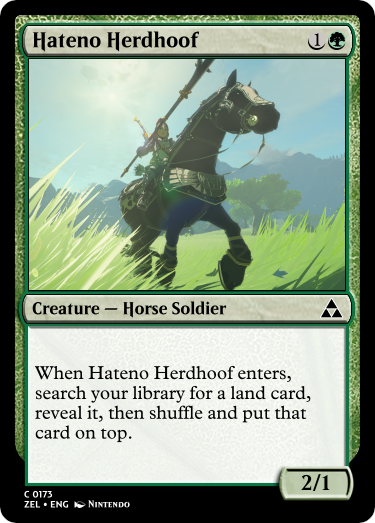 Hateno Herdhoof 1
Creature — Horse Soldier
When Hateno Herdhoof enters,
search your library for a land card,
reveal it, then shuffle and put that
card on top.
2/1
C 0173
ZEL • ENG Nintendo